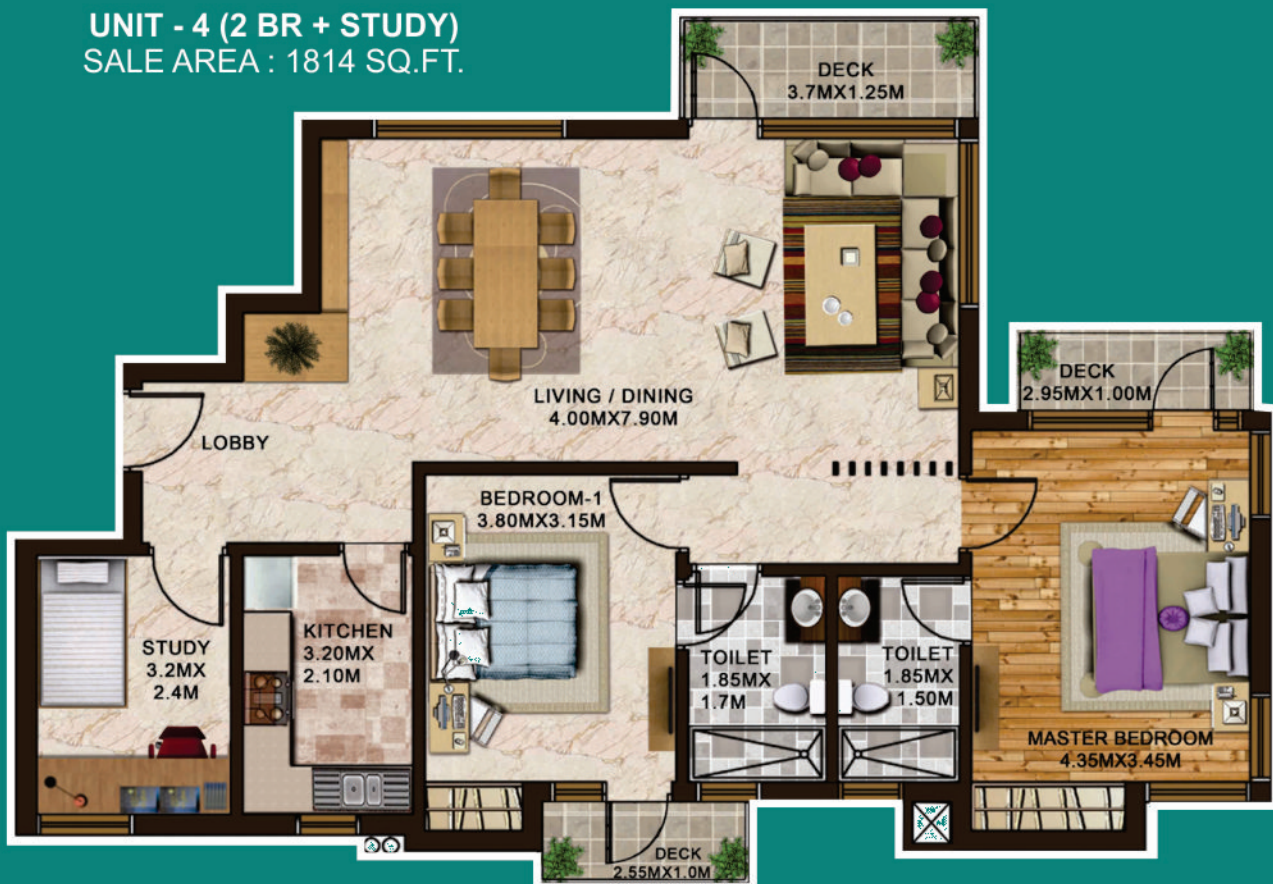 UNIT - 4 (2 BR + STUDY)
SALE AREA : 1814 SQ.FT.
DECK
3.7MX1.25M
LIVING / DINING
4.00MX7.90M
DECK
2.95MX1.00M
LOBBY
BEDROOM-1
3.80MX3.15M
STUDY
3.2MX
2.4M
KITCHEN
3.20MX
2.10M
TOILET
1.85MX
1.7M
TOILET
1.85MX
1.50M
MASTER BEDROOM
4.35MX3.45M
DECK
2.55MX1.0M